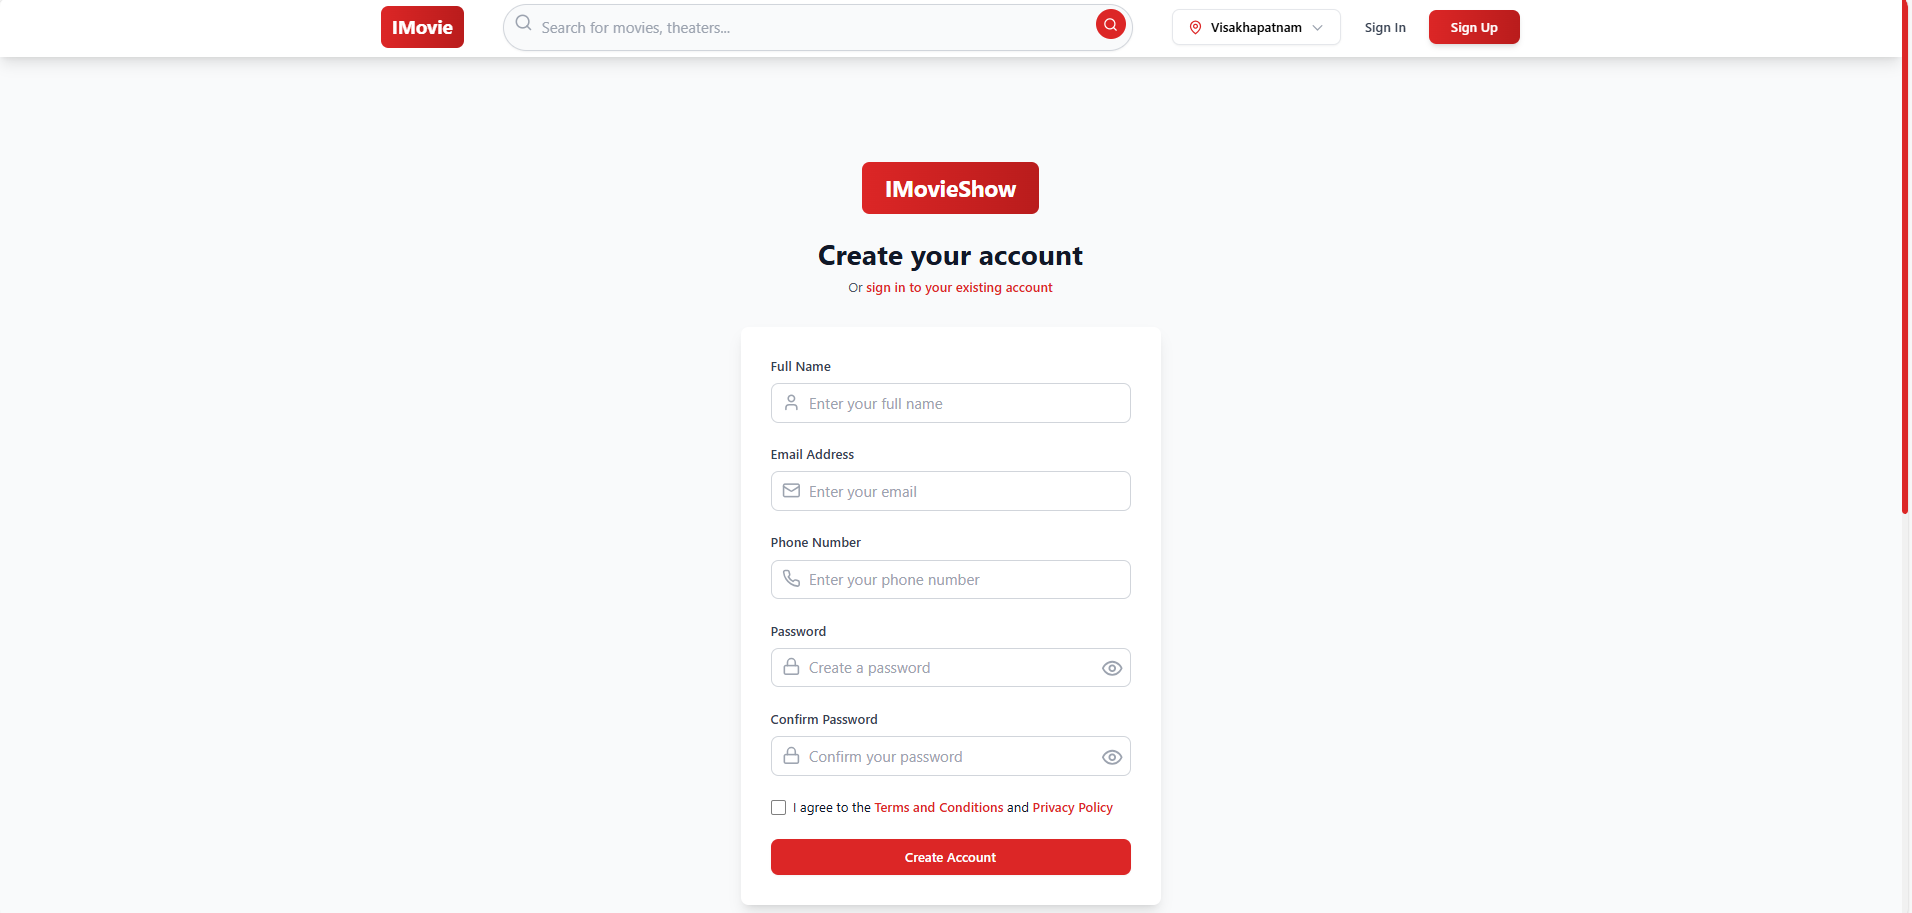 IMovie
Search for movies, theaters...
Visakhapatnam
Sign In
Sign Up
IMovieShow
Create your account
Or sign in to your existing account
Full Name
Enter your full name
Email Address
Enter your email
Phone Number
Enter your phone number
Password
Create a password
Confirm Password
Confirm your password
I agree to the Terms and Conditions and Privacy Policy
Create Account